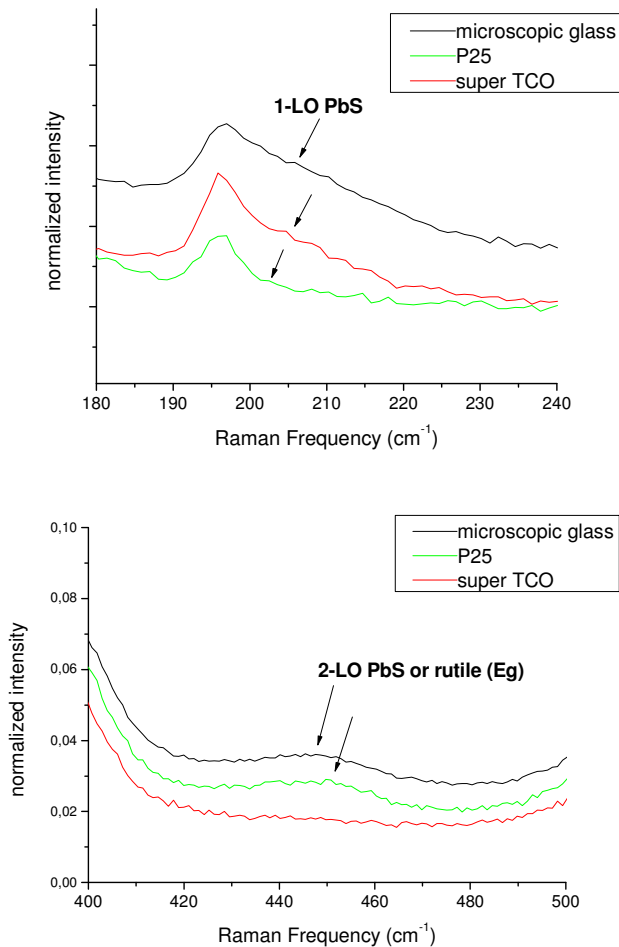 microscopic glass
P25
super TCO
1-LO PbS
normalized intensity
180 190 200 210 220 230 240
Raman Frequency (cm⁻¹)
microscopic glass
P25
super TCO
0,10
0,08
2-LO PbS or rutile (Eg)
0,06
0,04
0,02
0,00
normalized intensity
400 420 440 460 480 500
Raman Frequency (cm⁻¹)